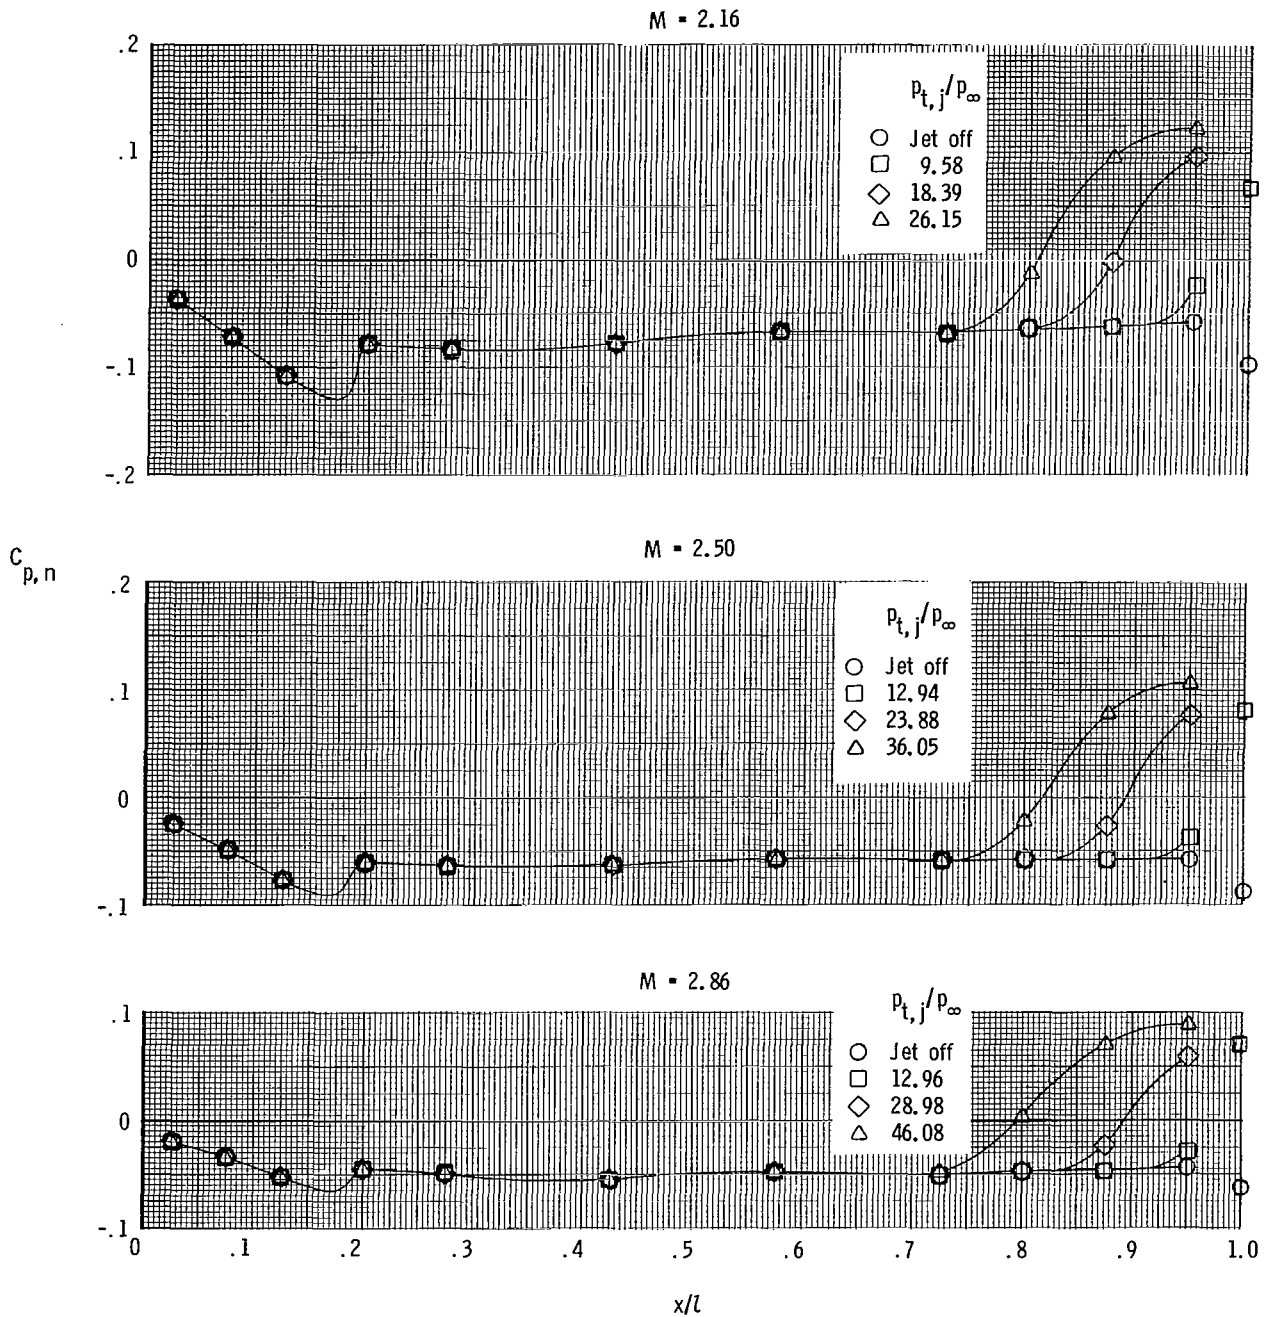 M = 2.16
.2
.1
0
-.1
-.2
p_t,j/p_∞
Jet off
9.58
18.39
26.15
C_p,n
M = 2.50
.2
.1
0
-.1
p_t,j/p_∞
Jet off
12.94
23.88
36.05
M = 2.86
.1
0
-.1
p_t,j/p_∞
Jet off
12.96
28.98
46.08
0 .1 .2 .3 .4 .5 .6 .7 .8 .9 1.0
x/l